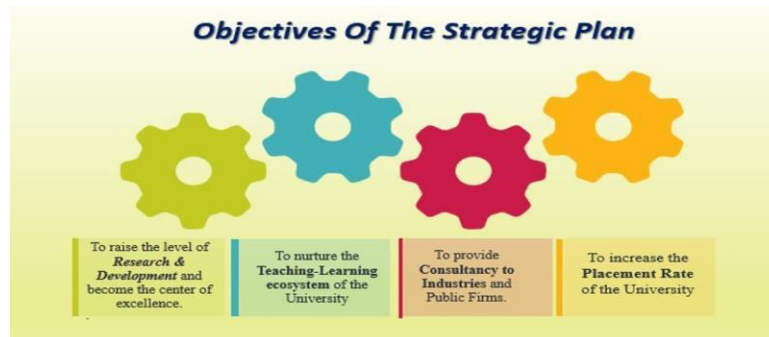 Objectives Of The Strategic Plan
To raise the level of
Research &
Development and
become the center of
excellence.
To nurture the
Teaching-Learning
ecosystem of the
University
To provide
Consultancy to
Industries and
Public Firms.
To increase the
Placement Rate
of the University